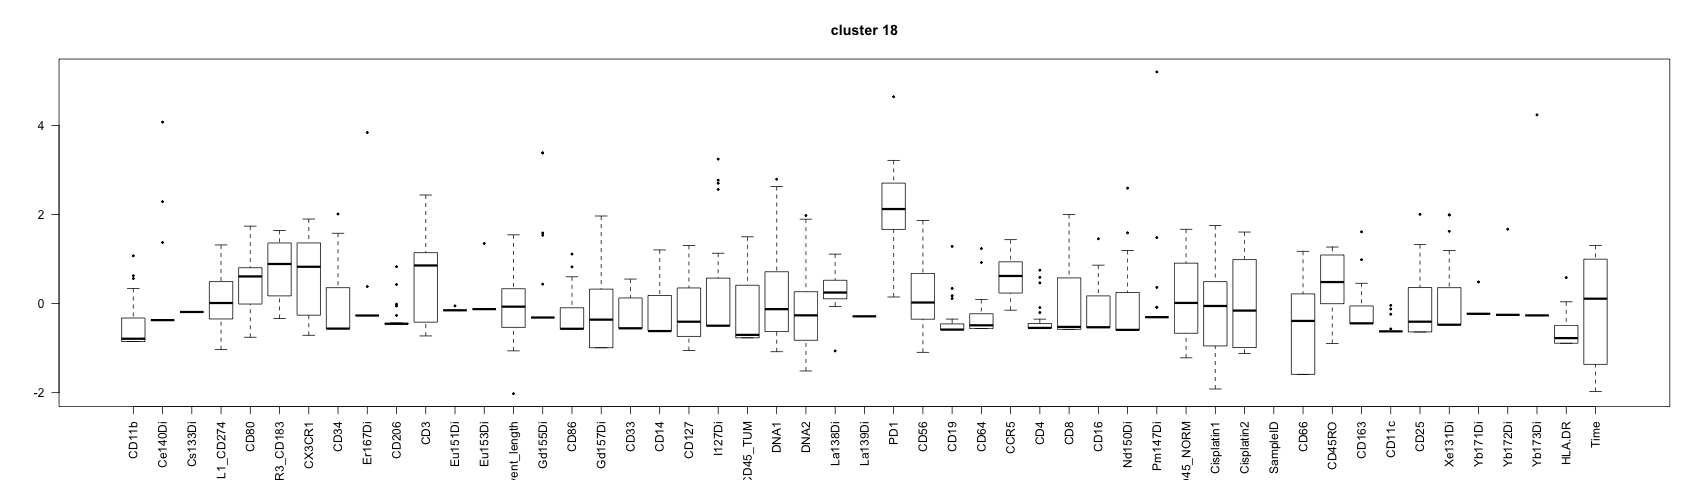 cluster 18
4
2
0
-2
CD11b
Ce140Di
Cs133Di
L1_CD274
CD80
R3_CD183
CX3CR1
CD34
Er167Di
CD206
CD3
Eu151Di
Eu153Di
vent_length
Gd155Di
CD86
Gd157Di
CD33
CD14
CD127
I127Di
CD45_TUM
DNA1
DNA2
La138Di
La139Di
PD1
CD56
CD19
CD64
CCR5
CD4
CD8
CD16
Nd150Di
Pm147Di
D45_NORM
Cisplatin1
Cisplatin2
SampleID
CD66
CD45RO
CD163
CD11c
CD25
Xe131Di
Yb171Di
Yb172Di
Yb173Di
HLA.DR
Time